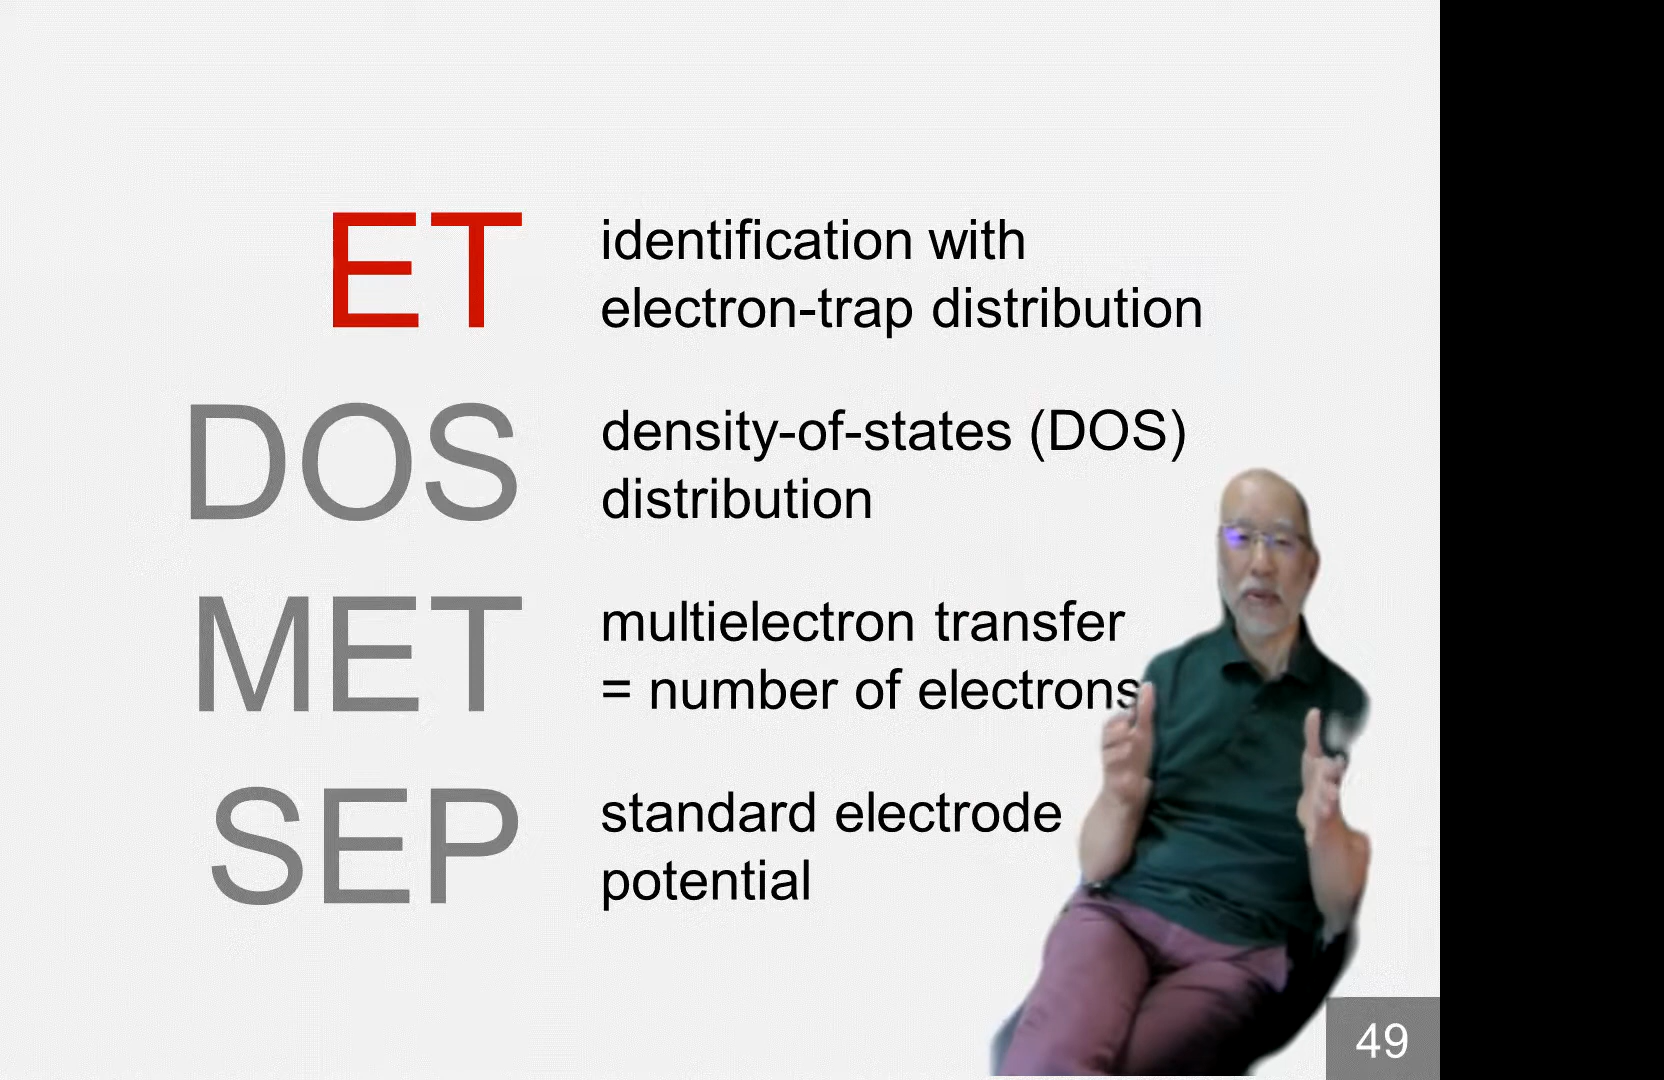 ET
identification with
electron-trap distribution
DOS
density-of-states (DOS)
distribution
MET
multielectron transfer
= number of electrons
SEP
standard electrode
potential
49